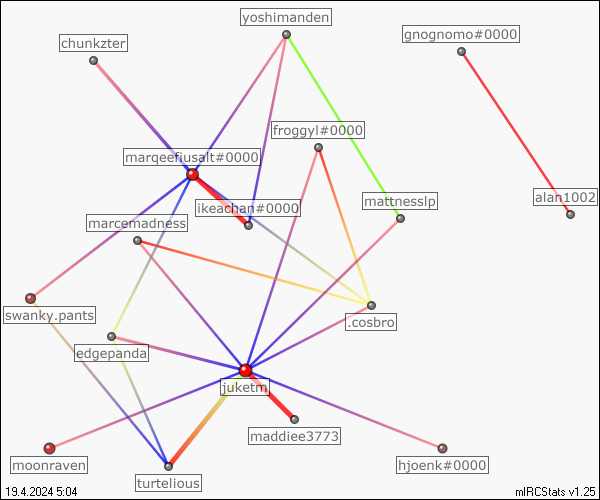 yoshimanden
gnognomo#0000
chunkzter
froggyl#0000
marqeefiusalt#0000
alan1002
mattnesslp
ikeachan#0000
marcemadness
swanky.pants
.cosbro
edgepanda
juketm
maddiee3773
moonraven
hjoenk#0000
turtelious
19.4.2024 5:04
mIRCStats v1.25